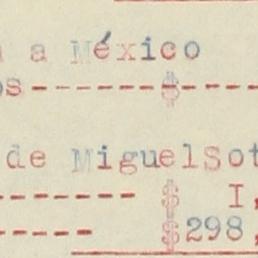 a México
os-----------$------
de MiguelSot
-------- $ I,
------ $298,